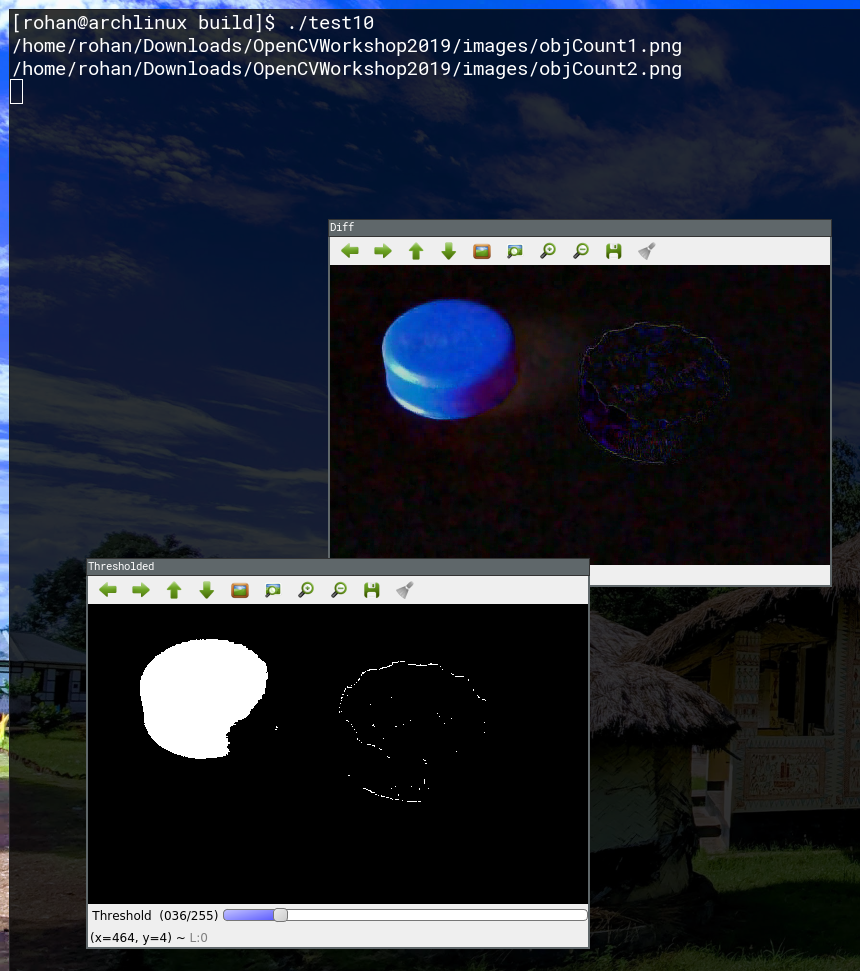 [rohan@archlinux build]$ ./test10
/home/rohan/Downloads/OpenCVWorkshop2019/images/objCount1.png
/home/rohan/Downloads/OpenCVWorkshop2019/images/objCount2.png
Diff
Thresholded
Threshold (036/255)
(x=464, y=4) ~ L:0